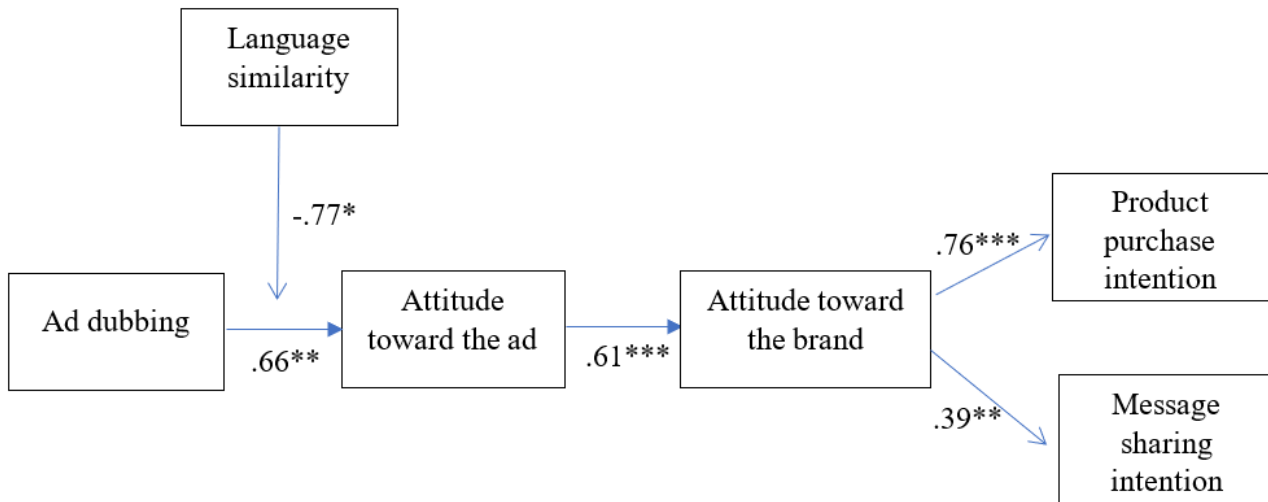 Language
similarity
-.77*
Ad dubbing
.66**
Attitude
toward the ad
.61***
Attitude toward
the brand
.76***
Product
purchase
intention
.39**
Message
sharing
intention